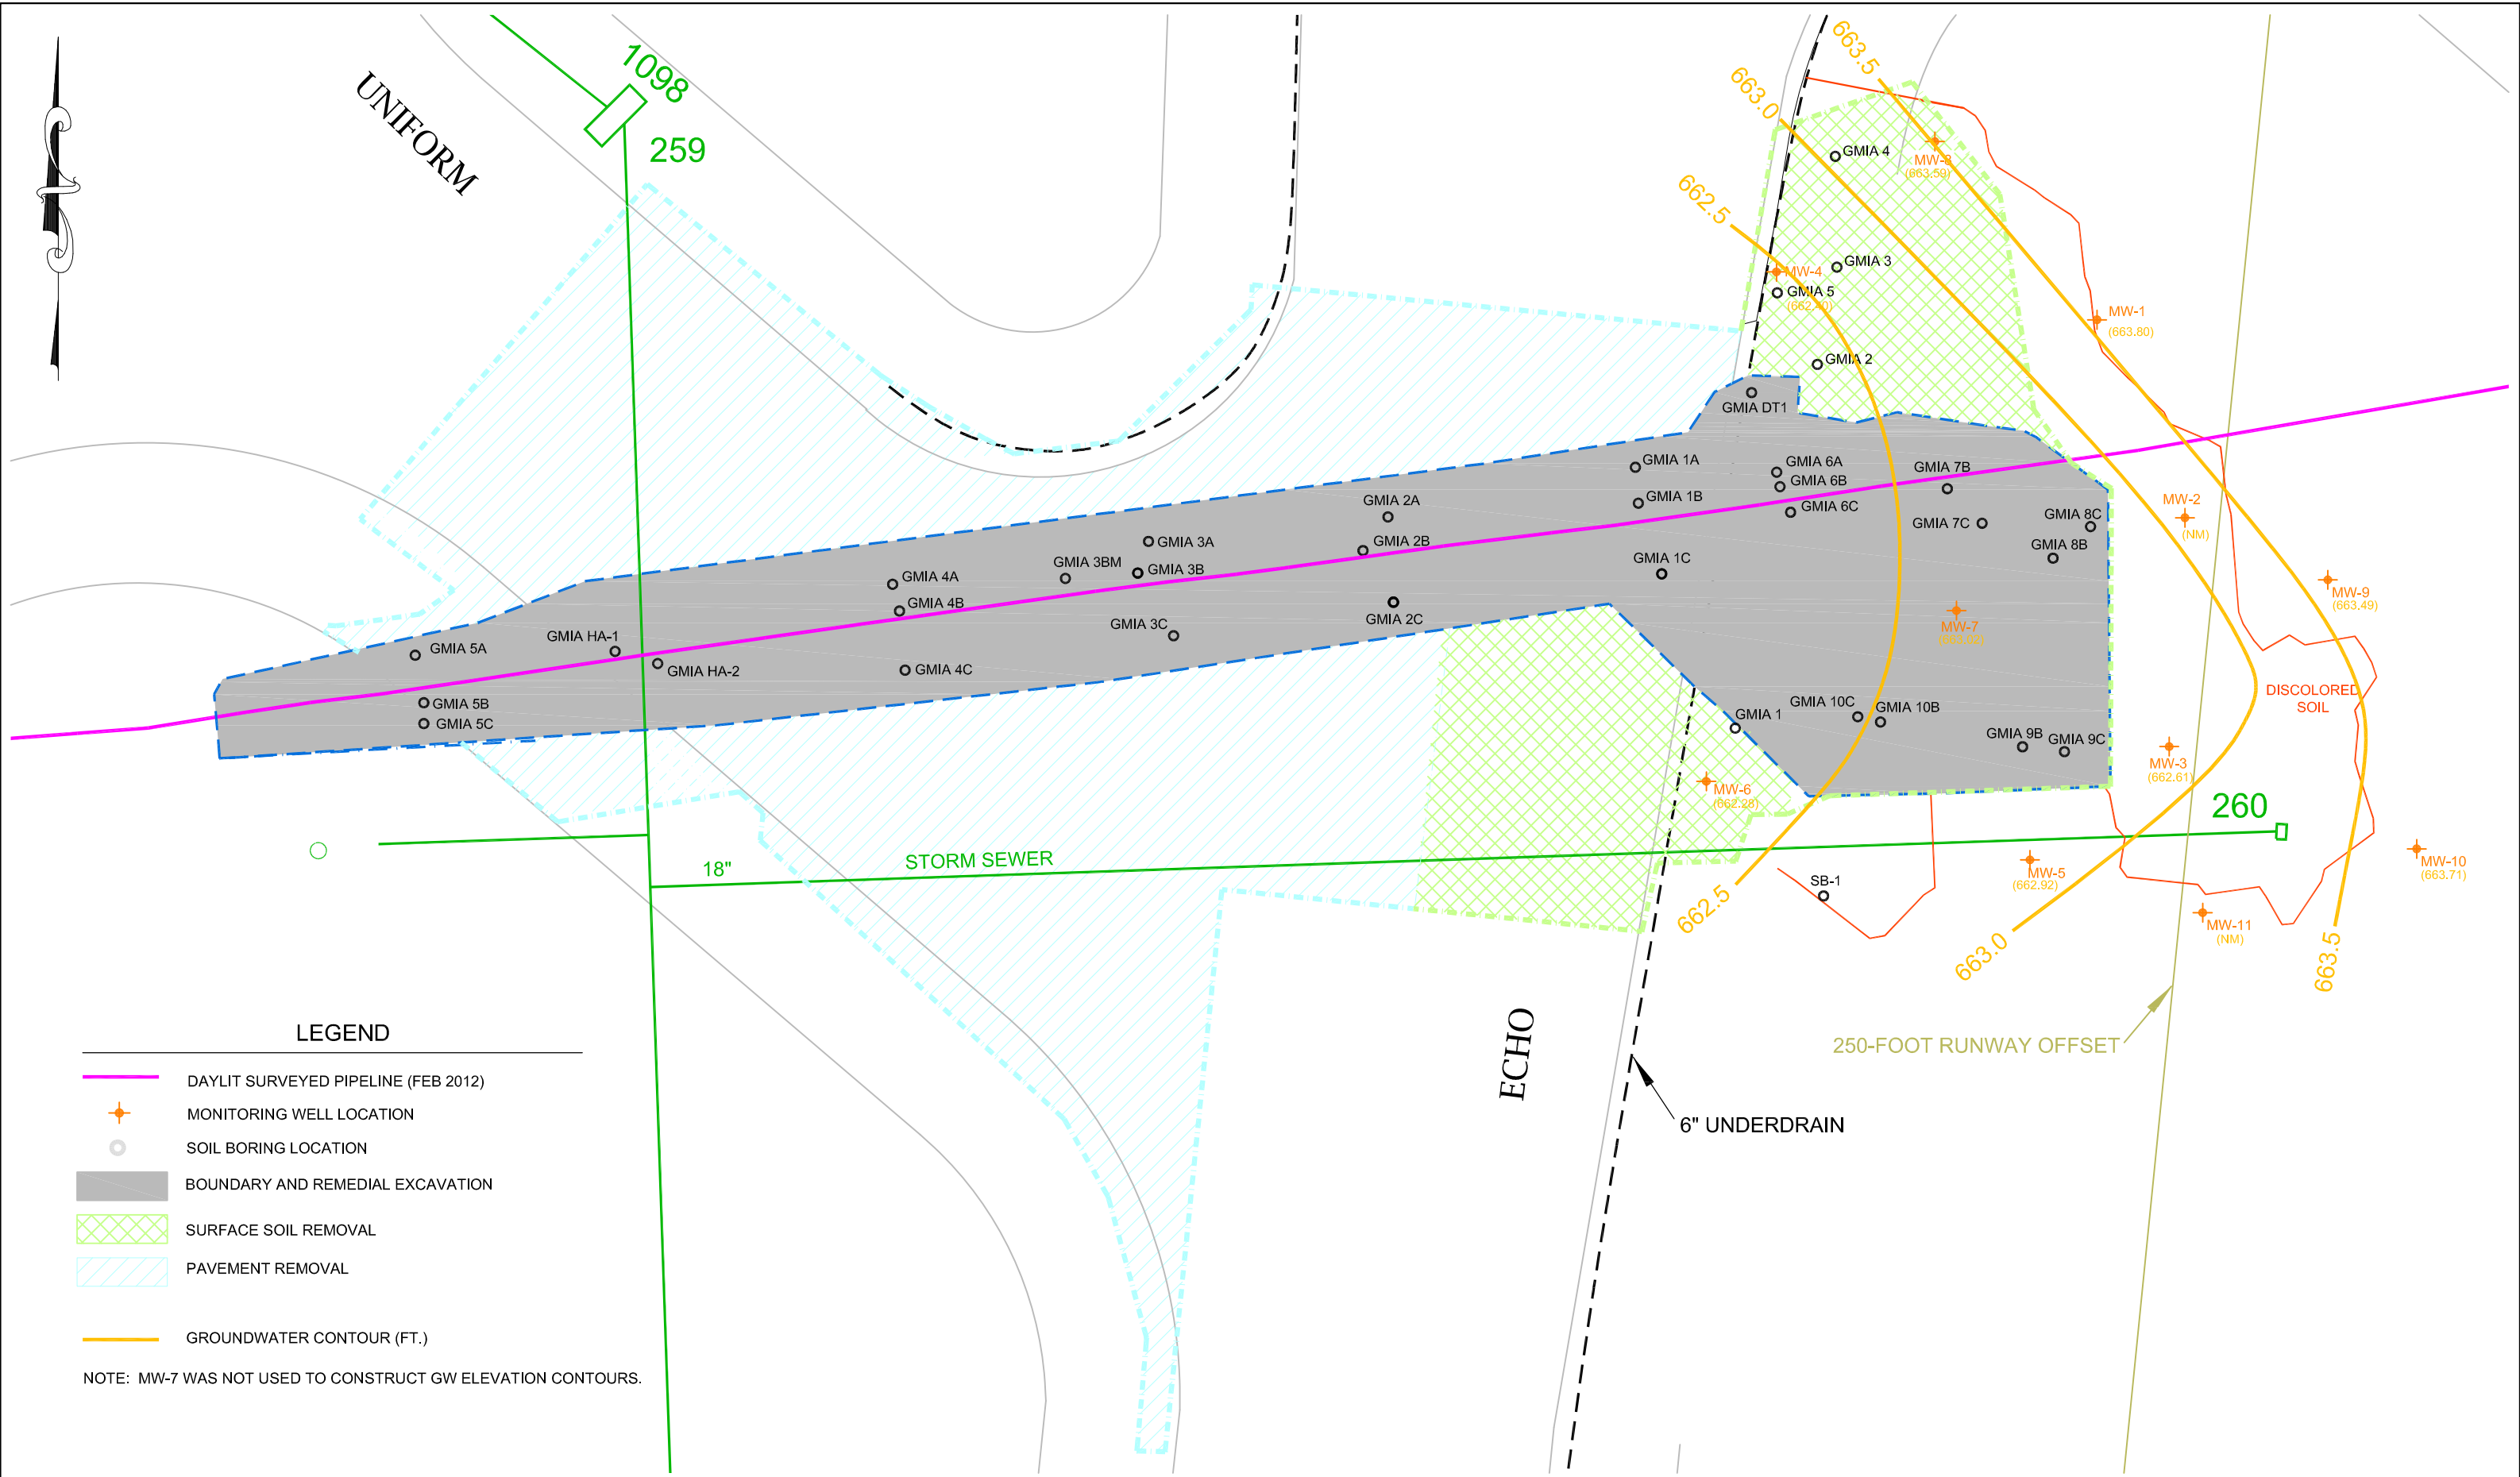 1098
259
UNIFORM
663.5
663.0
662.5
GMIA 4
MW-8
(663.59)
GMIA 3
MW-4
GMIA 5
GMIA 2
MW-1
(663.80)
GMIA DT1
GMIA 1A
GMIA 6A
GMIA 6B
GMIA 7B
GMIA 2A
GMIA 1B
GMIA 6C
GMIA 7C
GMIA 8C
MW-2
(NM)
GMIA 3A
GMIA 2B
GMIA 8B
GMIA 3BM
GMIA 3B
GMIA 1C
GMIA 4A
GMIA 4B
MW-9
(663.49)
GMIA 3C
GMIA 2C
MW-7
GMIA 5A
GMIA HA-1
GMIA HA-2
GMIA 4C
GMIA 5B
GMIA 5C
GMIA 1
GMIA 10C
GMIA 10B
GMIA 9B
GMIA 9C
DISCOLORED
SOIL
MW-3
(662.61)
MW-6
(662.28)
260
18"
STORM SEWER
SB-1
MW-5
(662.92)
MW-10
(663.71)
MW-11
(NM)
662.5
663.0
663.5
250-FOOT RUNWAY OFFSET
ECHO
6" UNDERDRAIN
LEGEND
DAYLIT SURVEYED PIPELINE (FEB 2012)
MONITORING WELL LOCATION
SOIL BORING LOCATION
BOUNDARY AND REMEDIAL EXCAVATION
SURFACE SOIL REMOVAL
PAVEMENT REMOVAL
GROUNDWATER CONTOUR (FT.)
NOTE: MW-7 WAS NOT USED TO CONSTRUCT GW ELEVATION CONTOURS.